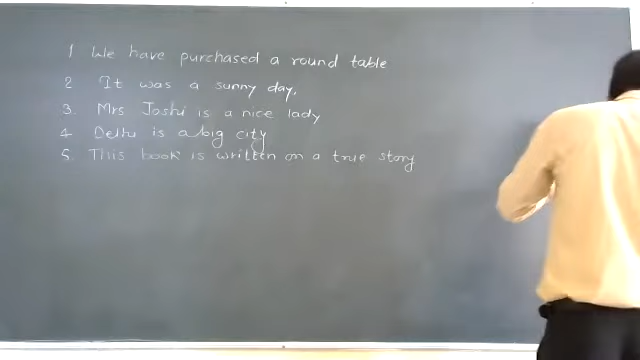 1 We have purchased a round table
2 It was a sunny day.
3. Mrs Joshi is a nice lady
4. Delhi is a big city
5. This book is written on a true story